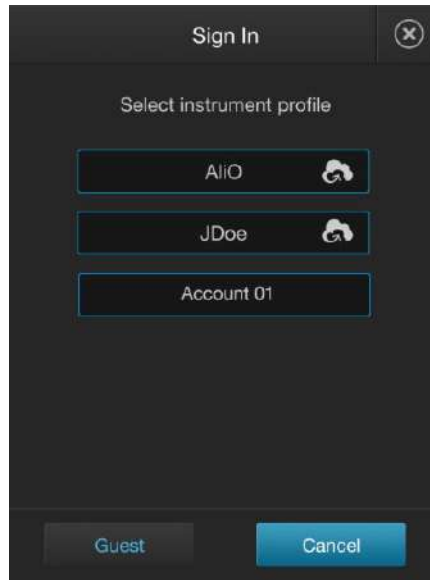 Sign In
Select instrument profile
AliO
JDoe
Account 01
Guest
Cancel